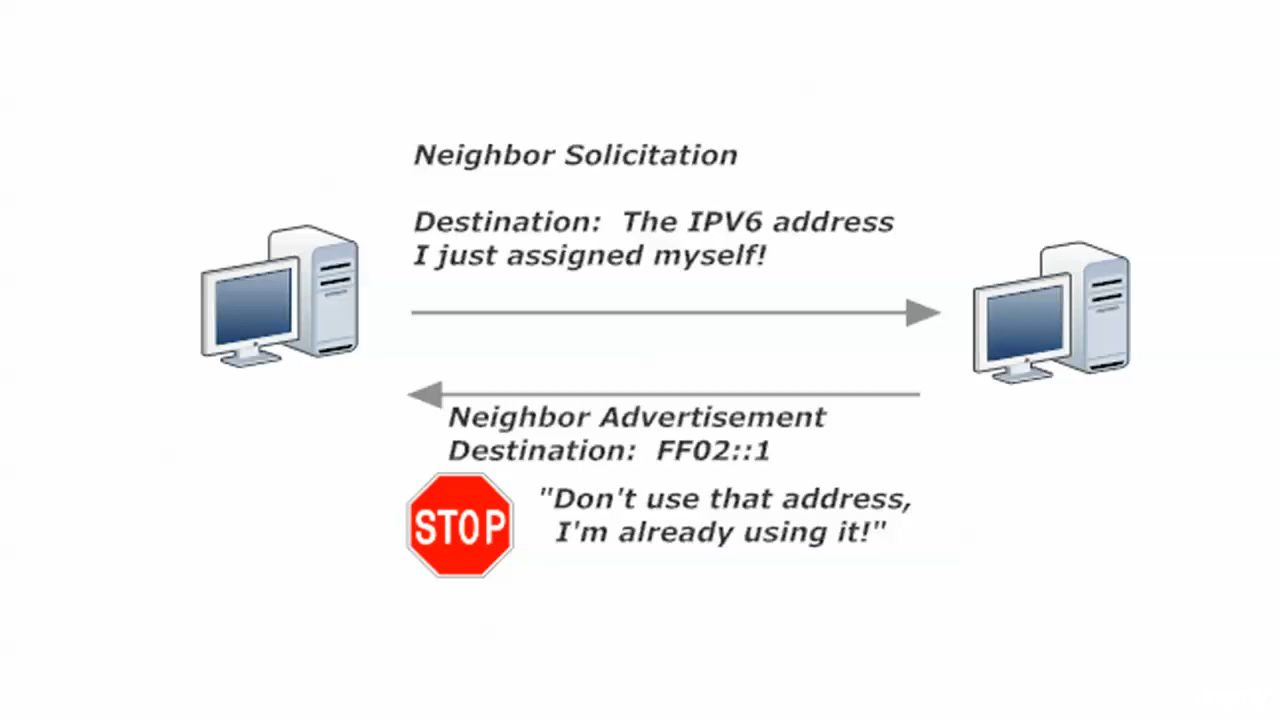 Neighbor Solicitation
Destination: The IPV6 address
I just assigned myself!
Neighbor Advertisement
Destination: FF02::1
STOP
"Don't use that address,
I'm already using it!"